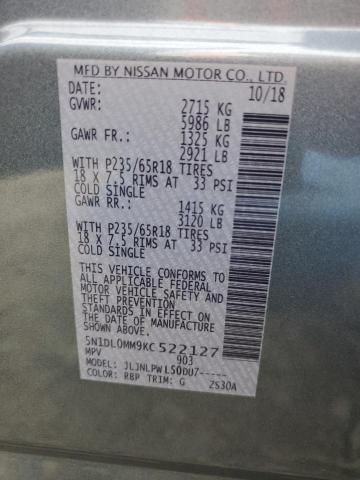 MFD BY NISSAN MOTOR CO., LTD.
DATE: 10/18
GVWR: 2715 KG
5986 LB
GAWR FR.: 1325 KG
2921 LB
WITH P235/65R18 TIRES
18 X 7.5 RIMS AT 33 PSI
COLD SINGLE
GAWR RR.: 1415 KG
3120 LB
WITH P235/65R18 TIRES
18 X 7.5 RIMS AT 33 PSI
COLD SINGLE
THIS VEHICLE CONFORMS TO
ALL APPLICABLE FEDERAL
MOTOR VEHICLE SAFETY
STANDARDS IN EFFECT ON
THE DATE OF MANUFACTURE
SHOWN ABOVE.
5N1DL0MM9KC522127
MPV 903
MODEL: JLJNLPWL50DU7-----
COLOR: RBP TRIM: G 2S30A